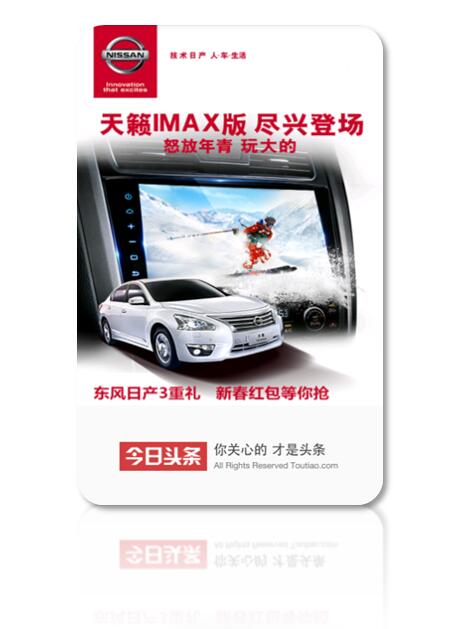 NISSAN
技术日产 人·车·生活
Innovation
that excites
天籁IMAX版 尽兴登场
怒放年青 玩大的
东风日产3重礼 新春红包等你抢
今日头条
你关心的 才是头条
All Rights Reserved Toutiao.com